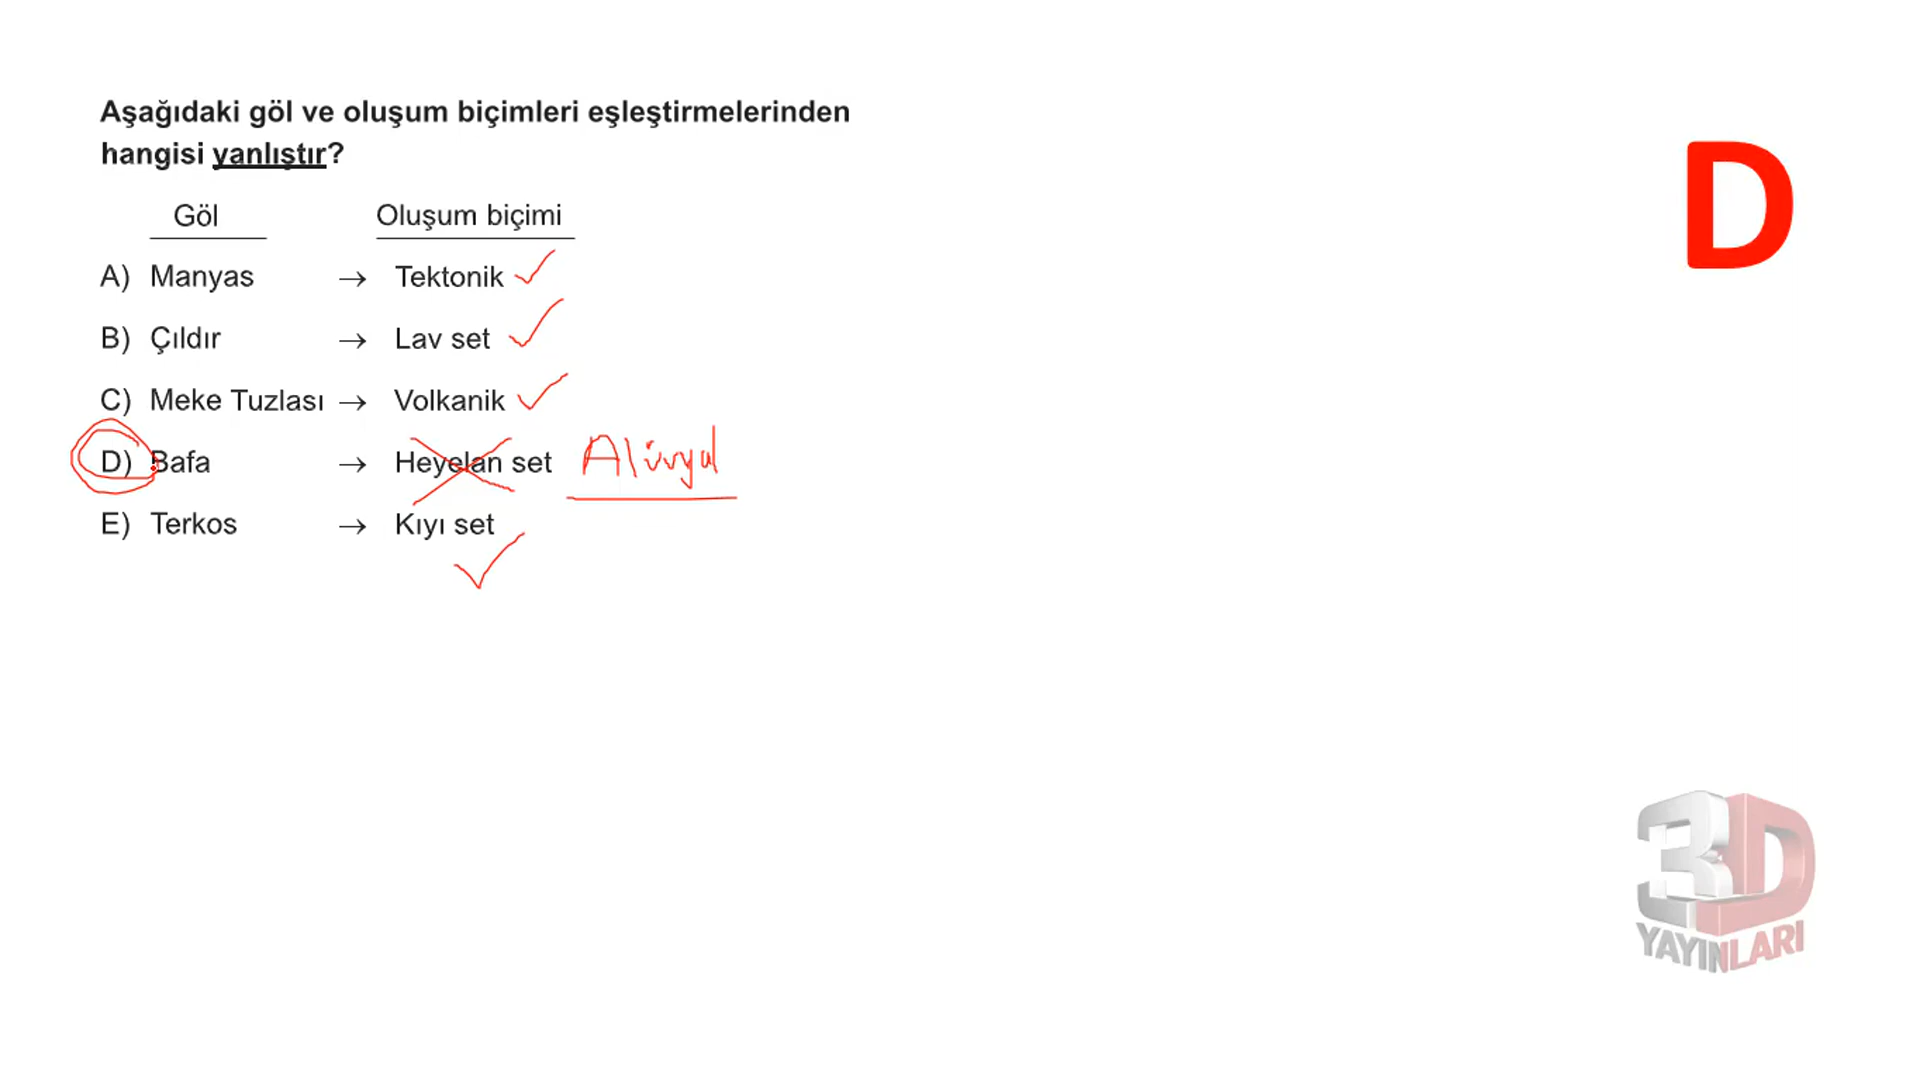 Aşağıdaki göl ve oluşum biçimleri eşleştirmelerinden
hangisi yanlıştır?
Göl Oluşum biçimi
A) Manyas → Tektonik
B) Çıldır → Lav set
C) Meke Tuzlası → Volkanik
D) Bafa → Heyelan set Alüvyal
E) Terkos → Kıyı set
D
3D
YAYINLARI